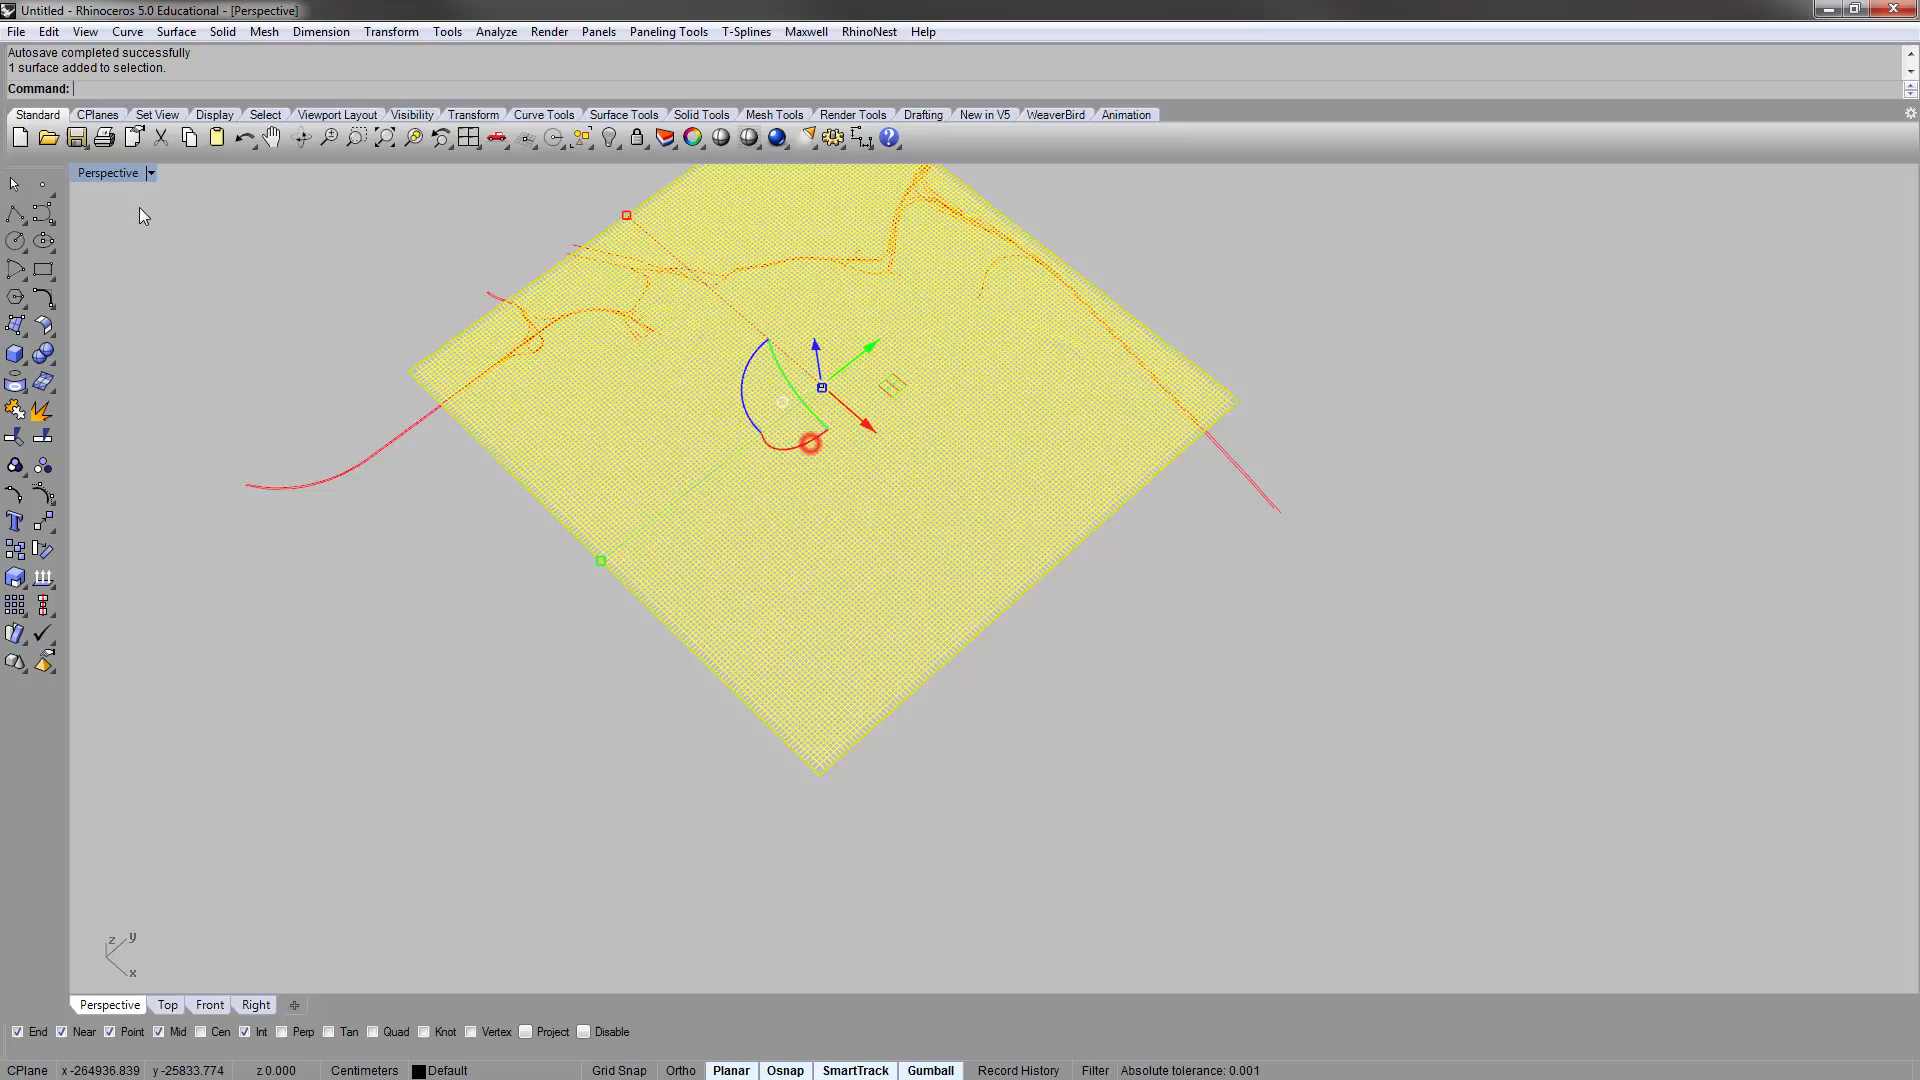 Untitled - Rhinoceros 5.0 Educational - [Perspective]
File Edit View Curve Surface Solid Mesh Dimension Transform Tools Analyze Render Panels Paneling Tools T-Splines Maxwell RhinoNest Help
Autosave completed successfully
1 surface added to selection.
Command:
Standard CPlanes Set View Display Select Viewport Layout Visibility Transform Curve Tools Surface Tools Solid Tools Mesh Tools Render Tools Drafting New in V5 WeaverBird Animation
Perspective
z y
x
Perspective Top Front Right
End Near Point Mid Cen Int Perp Tan Quad Knot Vertex Project Disable
CPlane x -264936.839 y -25833.774 z 0.000 Centimeters Default Grid Snap Ortho Planar Osnap SmartTrack Gumball Record History Filter Absolute tolerance: 0.001